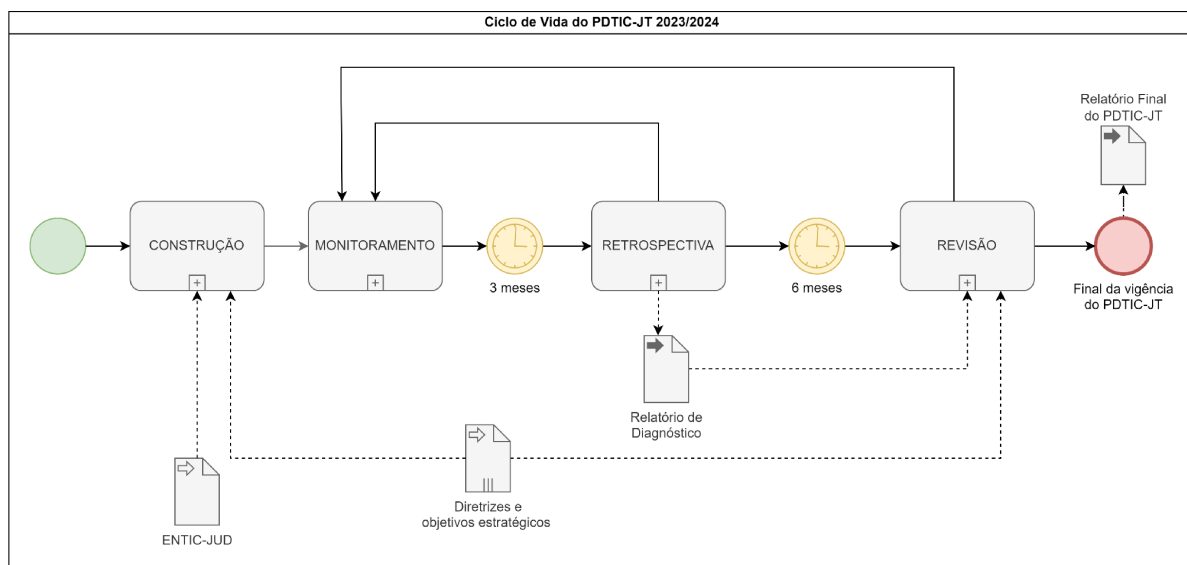 Ciclo de Vida do PDTIC-JT 2023/2024
Relatório Final
do PDTIC-JT
CONSTRUÇÃO
MONITORAMENTO
RETROSPECTIVA
REVISÃO
3 meses
6 meses
Final da vigência
do PDTIC-JT
Relatório de
Diagnóstico
Diretrizes e
objetivos estratégicos
ENTIC-JUD